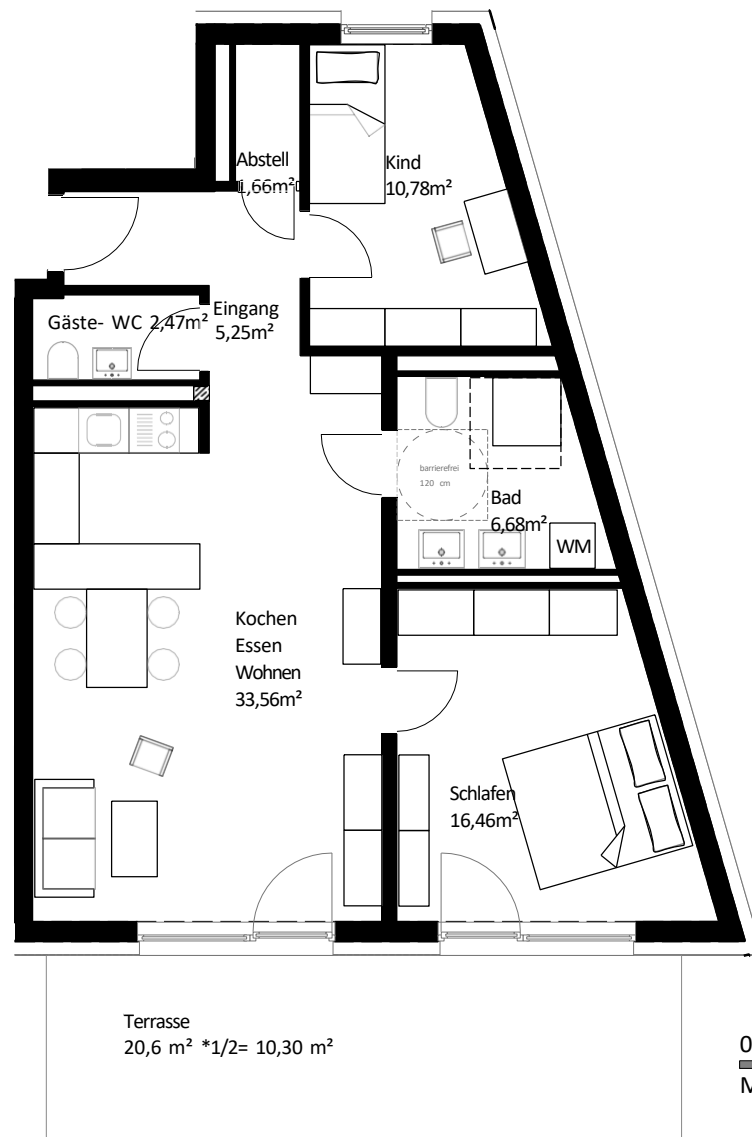 Abstell
1,66m²
Kind
10,78m²
Gäste- WC 2,47m²
Eingang
5,25m²
barrierefrei
120 cm
Bad
6,68m²
WM
Kochen
Essen
Wohnen
33,56m²
Schlafen
16,46m²
Terrasse
20,6 m² *1/2= 10,30 m²
0
M